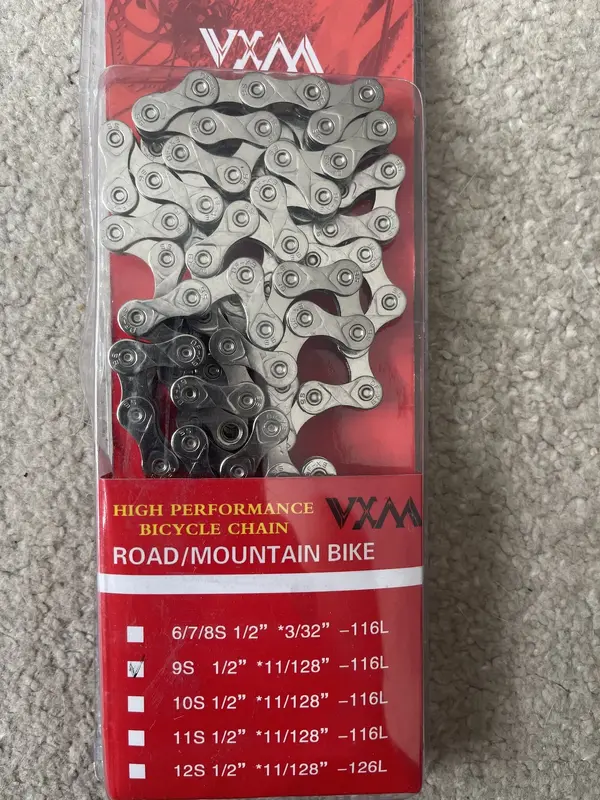 VXM
HIGH PERFORMANCE
BICYCLE CHAIN
VXM
ROAD/MOUNTAIN BIKE
6/7/8S 1/2” *3/32” –116L
9S 1/2” *11/128” –116L
10S 1/2” *11/128” –116L
11S 1/2” *11/128” –116L
12S 1/2” *11/128” –126L